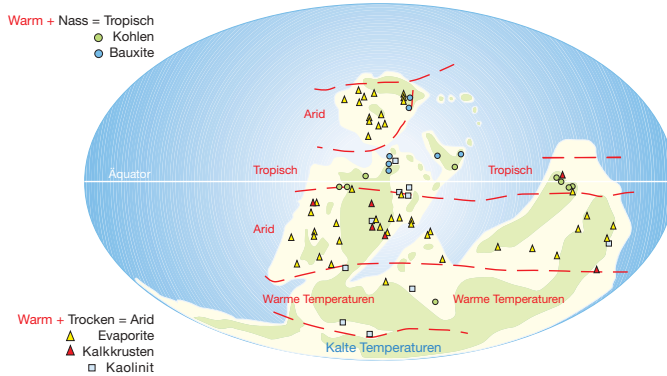 Warm + Nass = Tropisch
Kohlen
Bauxite
Arid
Tropisch
Tropisch
Äquator
Arid
Warme Temperaturen
Warme Temperaturen
Warm + Trocken = Arid
Evaporite
Kalkkrusten
Kaolinit
Kalte Temperaturen